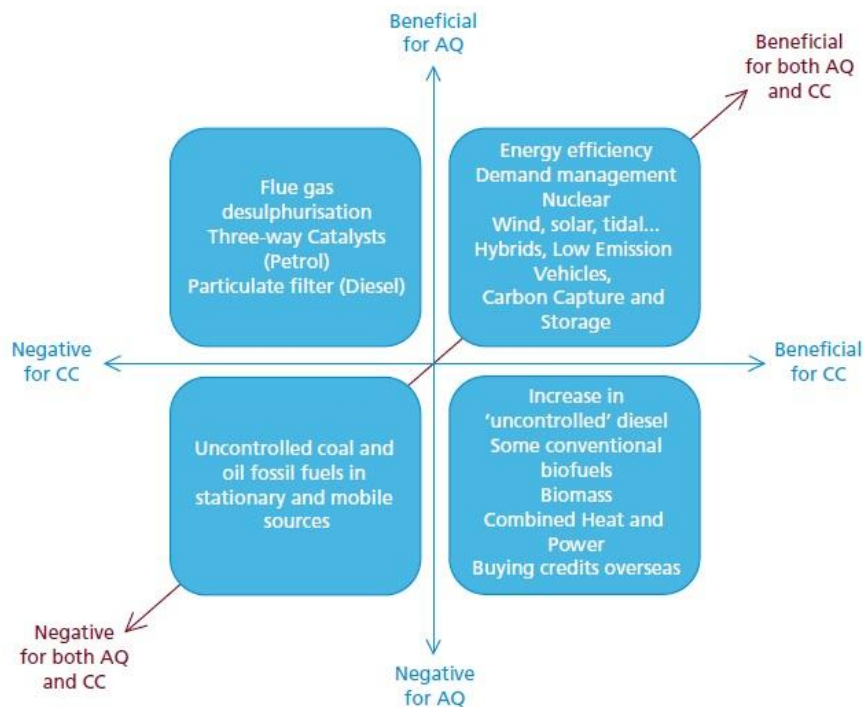 Beneficial
for AQ
Beneficial
for both AQ
and CC
Flue gas
desulphurisation
Three-way Catalysts
(Petrol)
Particulate filter (Diesel)
Energy efficiency
Demand management
Nuclear
Wind, solar, tidal...
Hybrids, Low Emission
Vehicles,
Carbon Capture and
Storage
Negative
for CC
Beneficial
for CC
Uncontrolled coal and
oil fossil fuels in
stationary and mobile
sources
Increase in
‘uncontrolled’ diesel
Some conventional
biofuels
Biomass
Combined Heat and
Power
Buying credits overseas
Negative
for both AQ
and CC
Negative
for AQ